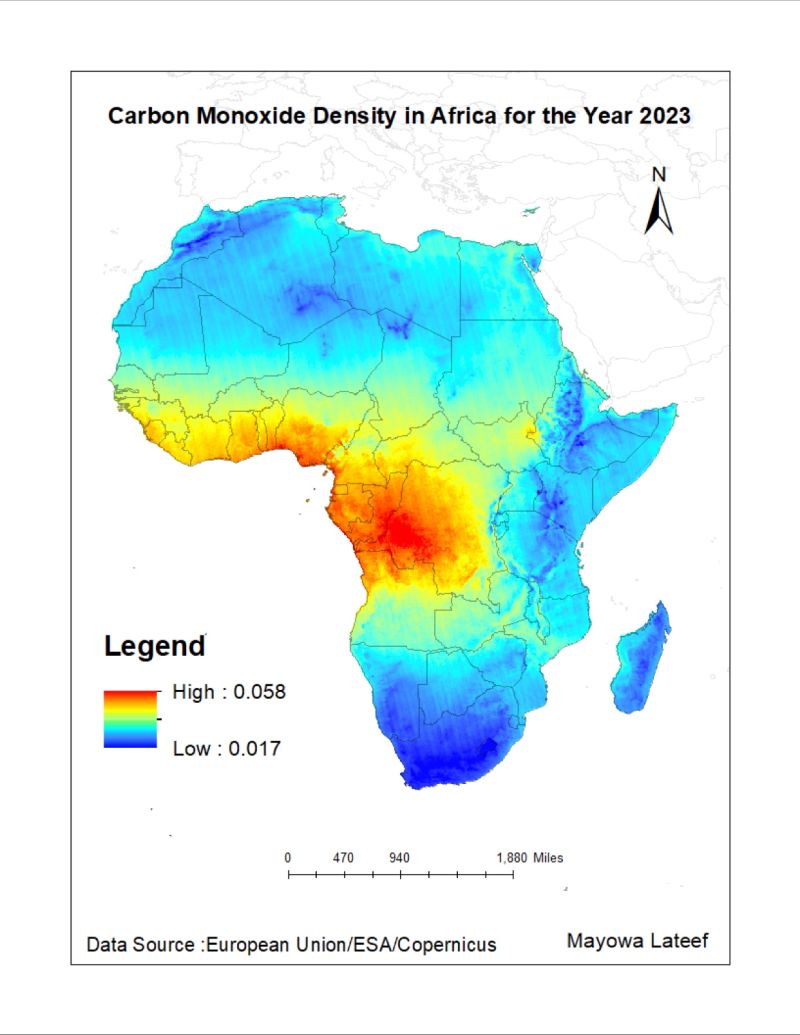 Carbon Monoxide Density in Africa for the Year 2023
N
Legend
High : 0.058
Low : 0.017
0 470 940 1,880 Miles
Data Source :European Union/ESA/Copernicus
Mayowa Lateef